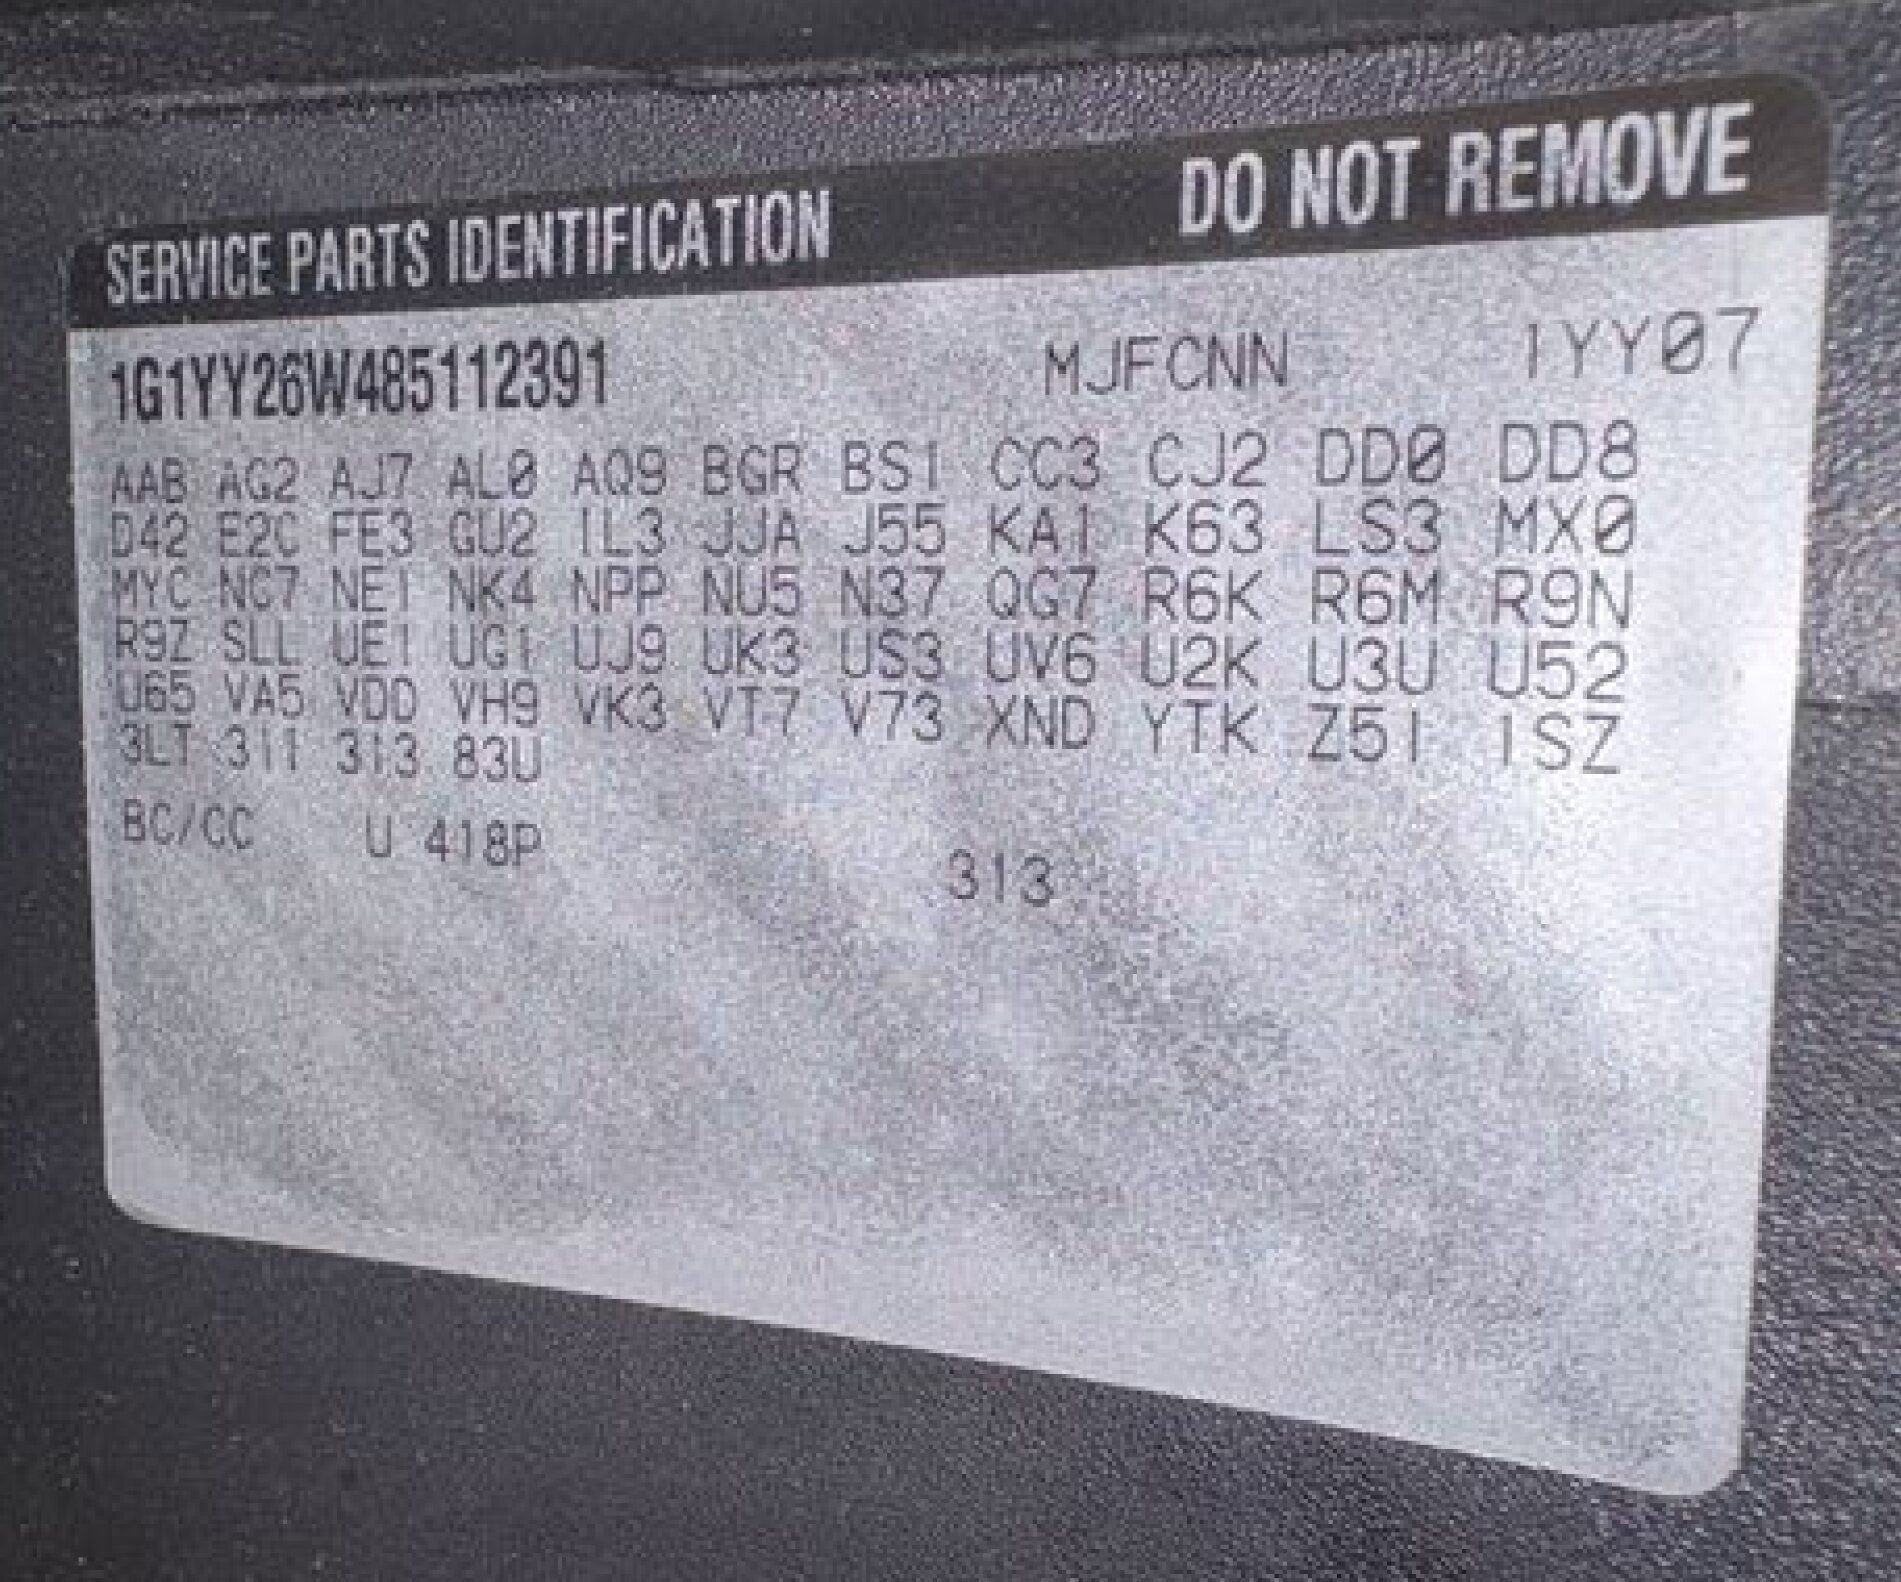 SERVICE PARTS IDENTIFICATION DO NOT REMOVE
1G1YY26W485112391 MJFCNN 1YY07
AAB AG2 AJ7 AL0 AQ9 BGR BS1 CC3 CJ2 DD0 DD8
D42 E2C FE3 GU2 IL3 JJA J55 KA1 K63 LS3 MX0
MYC NC7 NE1 NK4 NPP NU5 N37 QG7 R6K R6M R9N
R9Z SLL UE1 UG1 UJ9 UK3 US3 UV6 U2K U3U U52
U65 VA5 VDD VH9 VK3 VT7 V73 XND YTK Z51 1SZ
3LT 311 313 83U
BC/CC U 418P 313